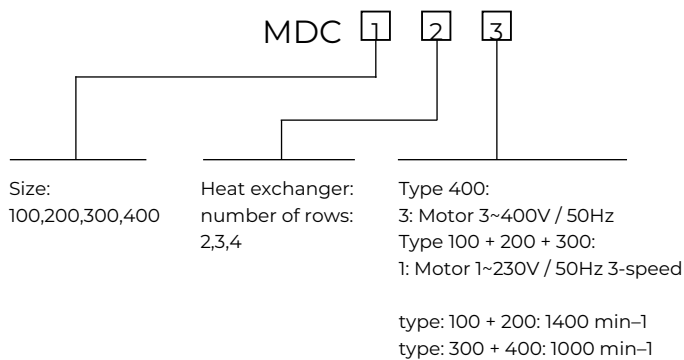 MDC 1 2 3
Size:
100,200,300,400
Heat exchanger:
number of rows:
2,3,4
Type 400:
3: Motor 3~400V / 50Hz
Type 100 + 200 + 300:
1: Motor 1~230V / 50Hz 3-speed
type: 100 + 200: 1400 min–1
type: 300 + 400: 1000 min–1